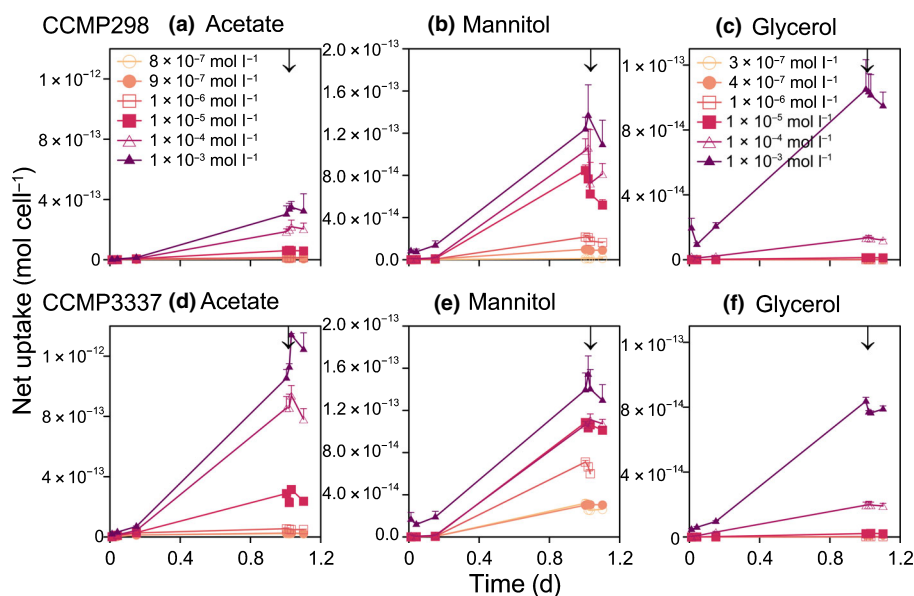 CCMP298 (a) Acetate (b) Mannitol (c) Glycerol
1 × 10⁻¹²
8 × 10⁻¹³
4 × 10⁻¹³
0
8 × 10⁻⁷ mol l⁻¹
9 × 10⁻⁷ mol l⁻¹
1 × 10⁻⁶ mol l⁻¹
1 × 10⁻⁵ mol l⁻¹
1 × 10⁻⁴ mol l⁻¹
1 × 10⁻³ mol l⁻¹
2.0 × 10⁻¹³
1.6 × 10⁻¹³
1.2 × 10⁻¹³
8.0 × 10⁻¹⁴
4.0 × 10⁻¹⁴
0.0
1 × 10⁻¹³
8 × 10⁻¹⁴
4 × 10⁻¹⁴
0
3 × 10⁻⁷ mol l⁻¹
4 × 10⁻⁷ mol l⁻¹
1 × 10⁻⁶ mol l⁻¹
1 × 10⁻⁵ mol l⁻¹
1 × 10⁻⁴ mol l⁻¹
1 × 10⁻³ mol l⁻¹
Net uptake (mol cell⁻¹)
CCMP3337 (d) Acetate (e) Mannitol (f) Glycerol
1 × 10⁻¹²
8 × 10⁻¹³
4 × 10⁻¹³
0
2.0 × 10⁻¹³
1.6 × 10⁻¹³
1.2 × 10⁻¹³
8.0 × 10⁻¹⁴
4.0 × 10⁻¹⁴
0.0
1 × 10⁻¹³
8 × 10⁻¹⁴
4 × 10⁻¹⁴
0
0 0.4 0.8 1.2 0 0.4 0.8 1.2 0 0.4 0.8 1.2
Time (d)